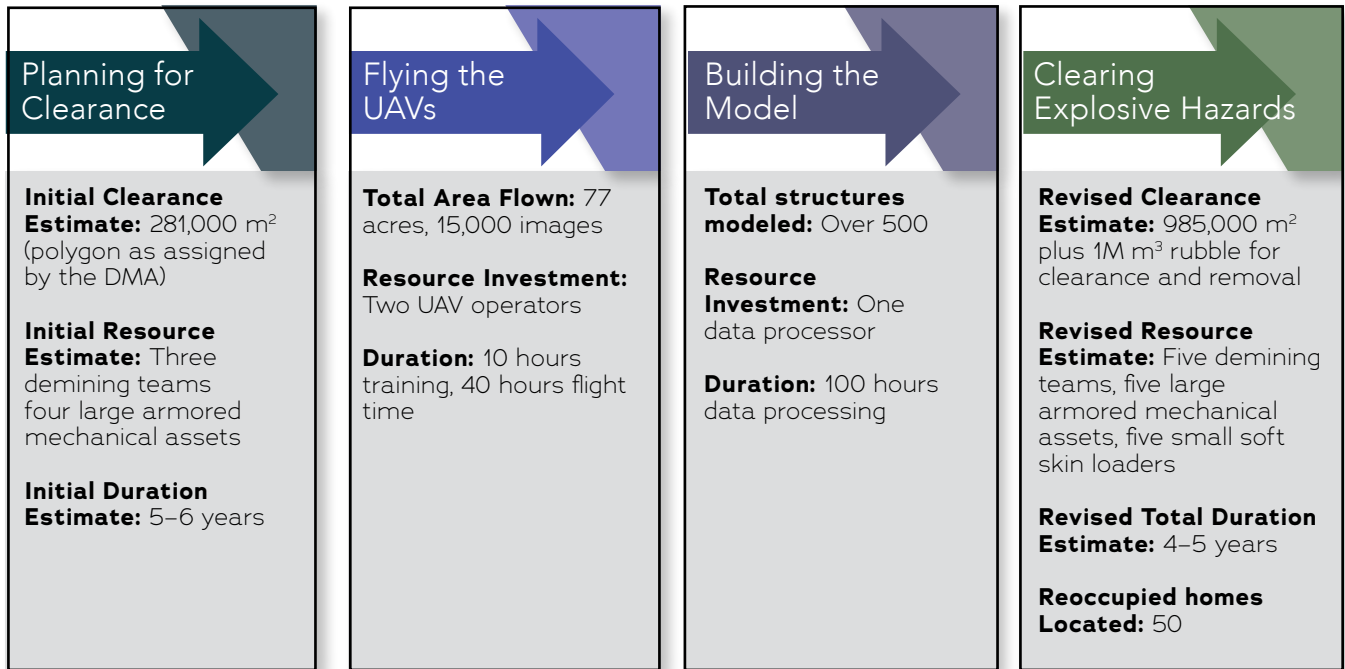 Planning for
Clearance
Initial Clearance
Estimate: 281,000 m²
(polygon as assigned
by the DMA)
Initial Resource
Estimate: Three
demining teams
four large armored
mechanical assets
Initial Duration
Estimate: 5–6 years
Flying the
UAVs
Total Area Flown: 77
acres, 15,000 images
Resource Investment:
Two UAV operators
Duration: 10 hours
training, 40 hours flight
time
Building the
Model
Total structures
modeled: Over 500
Resource
Investment: One
data processor
Duration: 100 hours
data processing
Clearing
Explosive Hazards
Revised Clearance
Estimate: 985,000 m²
plus 1M m³ rubble for
clearance and removal
Revised Resource
Estimate: Five demining
teams, five large
armored mechanical
assets, five small soft
skin loaders
Revised Total Duration
Estimate: 4–5 years
Reoccupied homes
Located: 50